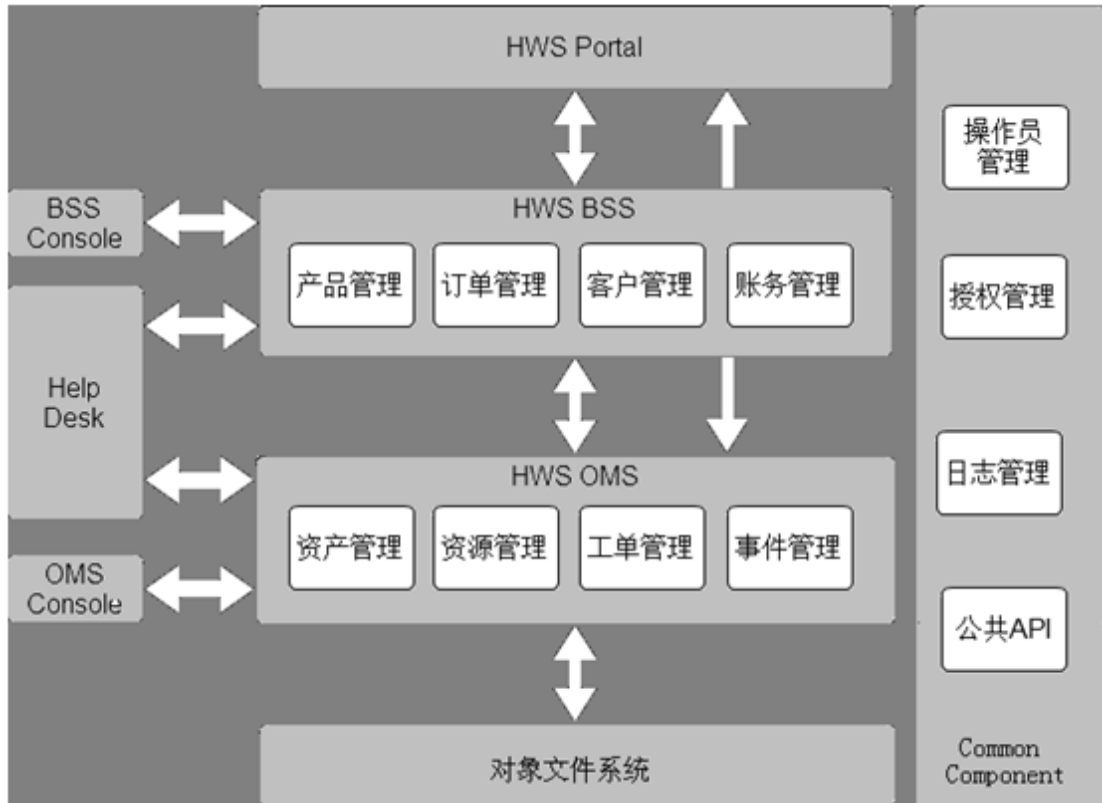 HWS Portal
BSS
Console
HWS BSS
产品管理
订单管理
客户管理
账务管理
Help
Desk
HWS OMS
资产管理
资源管理
工单管理
事件管理
OMS
Console
对象文件系统
操作员
管理
授权管理
日志管理
公共API
Common
Component